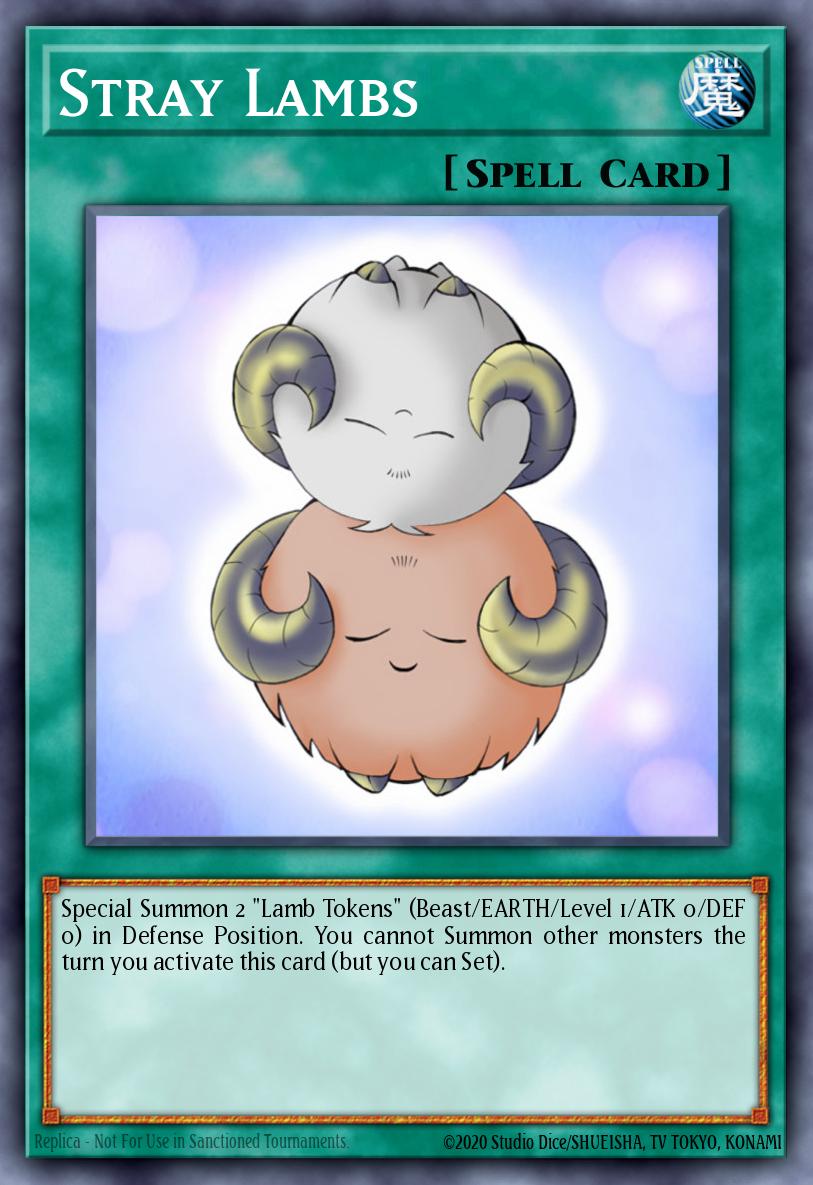 Stray Lambs
SPELL
魔
[Spell Card]
Special Summon 2 "Lamb Tokens" (Beast/EARTH/Level 1/ATK 0/DEF
0) in Defense Position. You cannot Summon other monsters the
turn you activate this card (but you can Set).
Replica - Not For Use in Sanctioned Tournaments.
©2020 Studio Dice/SHUEISHA, TV TOKYO, KONAMI